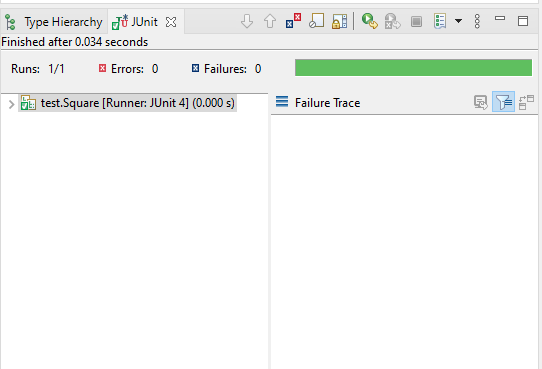 Type Hierarchy JUnit
Finished after 0.034 seconds
Runs: 1/1 Errors: 0 Failures: 0
test.Square [Runner: JUnit 4] (0.000 s) Failure Trace